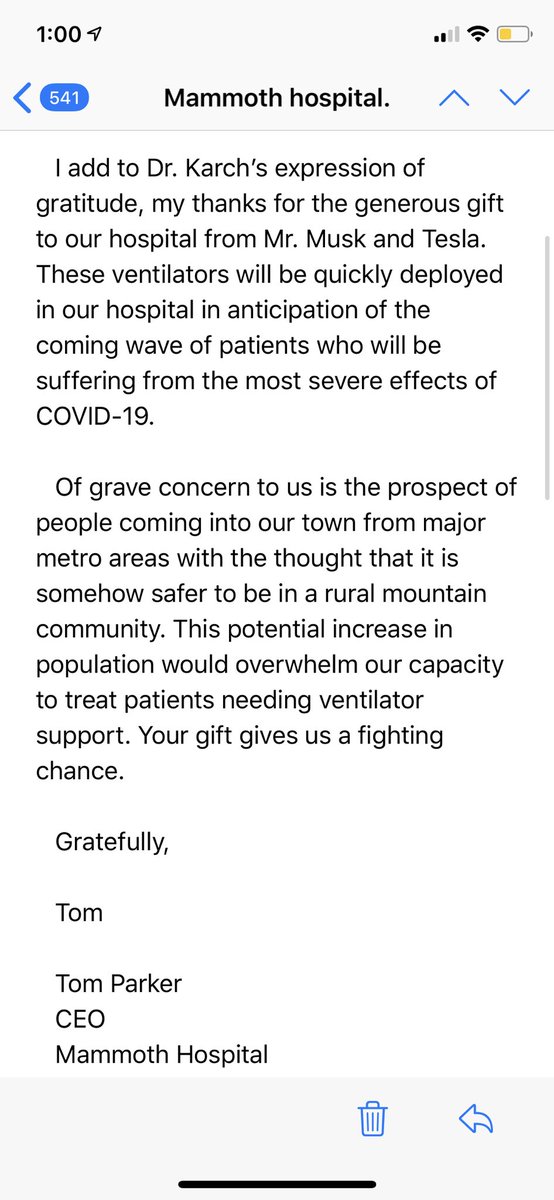 1:00
541
Mammoth hospital.
I add to Dr. Karch’s expression of
gratitude, my thanks for the generous gift
to our hospital from Mr. Musk and Tesla.
These ventilators will be quickly deployed
in our hospital in anticipation of the
coming wave of patients who will be
suffering from the most severe effects of
COVID-19.
Of grave concern to us is the prospect of
people coming into our town from major
metro areas with the thought that it is
somehow safer to be in a rural mountain
community. This potential increase in
population would overwhelm our capacity
to treat patients needing ventilator
support. Your gift gives us a fighting
chance.
Gratefully,
Tom
Tom Parker
CEO
Mammoth Hospital